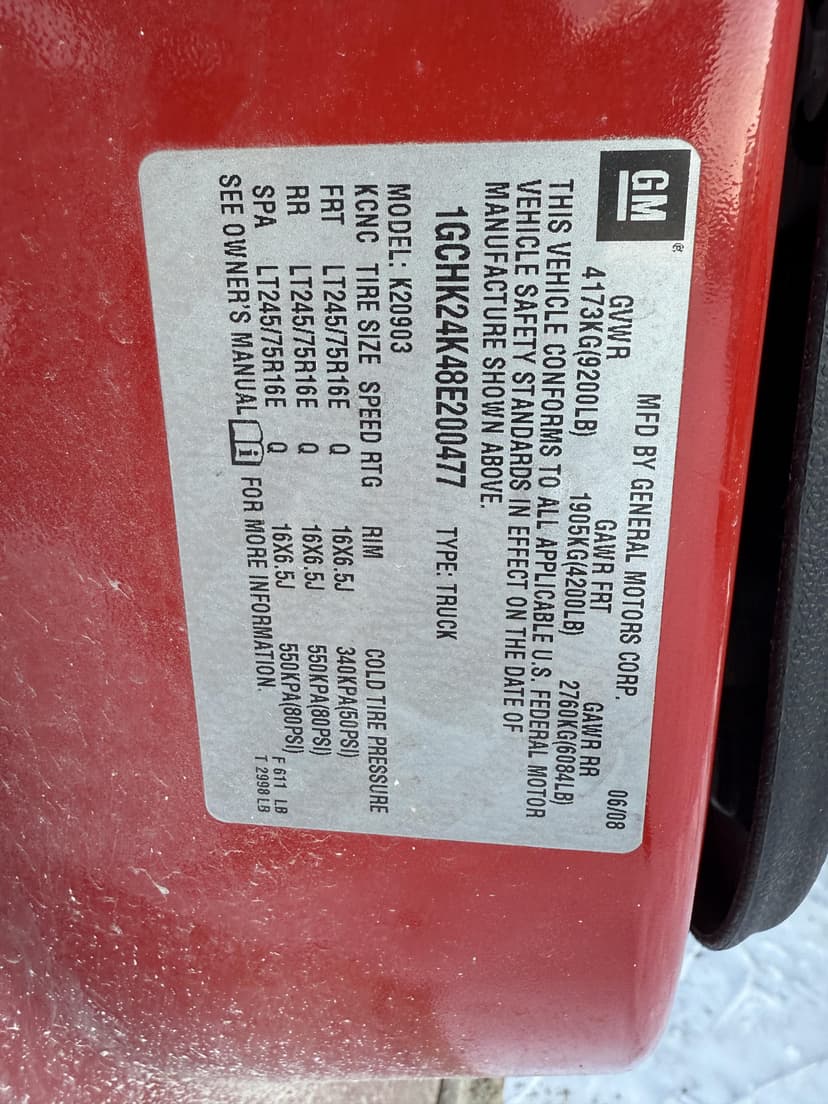 GM®
MFD BY GENERAL MOTORS CORP. 06/08
GVWR GAWR FRT GAWR RR
4173KG(9200LB) 1905KG(4200LB) 2760KG(6084LB)
THIS VEHICLE CONFORMS TO ALL APPLICABLE U.S. FEDERAL MOTOR
VEHICLE SAFETY STANDARDS IN EFFECT ON THE DATE OF
MANUFACTURE SHOWN ABOVE.
1GCHK24K48E200477 TYPE: TRUCK
MODEL: K20903
KCNC TIRE SIZE SPEED RTG RIM COLD TIRE PRESSURE
FRT LT245/75R16E Q 16X6.5J 340KPA(50PSI)
RR LT245/75R16E Q 16X6.5J 550KPA(80PSI)
SPA LT245/75R16E Q 16X6.5J 550KPA(80PSI)
SEE OWNER'S MANUAL i FOR MORE INFORMATION.
F 611 LB
T 2998 LB